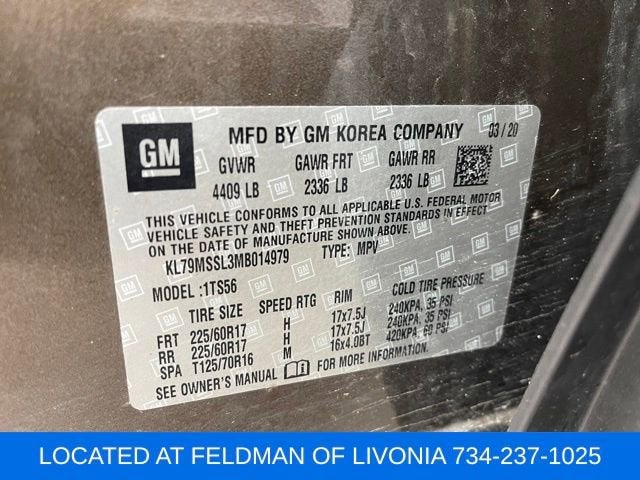 GM
MFD BY GM KOREA COMPANY 03/20
GVWR GAWR FRT GAWR RR
4409 LB 2336 LB 2336 LB
THIS VEHICLE CONFORMS TO ALL APPLICABLE U.S. FEDERAL MOTOR
VEHICLE SAFETY AND THEFT PREVENTION STANDARDS IN EFFECT
ON THE DATE OF MANUFACTURE SHOWN ABOVE.
KL79MSSL3MB014979 TYPE: MPV
MODEL :1TS56
TIRE SIZE SPEED RTG RIM COLD TIRE PRESSURE
FRT 225/60R17 H 17x7.5J 240KPA, 35 PSI
RR 225/60R17 H 17x7.5J 240KPA, 35 PSI
SPA T125/70R16 M 16x4.0BT 420KPA, 60 PSI
SEE OWNER'S MANUAL FOR MORE INFORMATION.
LOCATED AT FELDMAN OF LIVONIA 734-237-1025